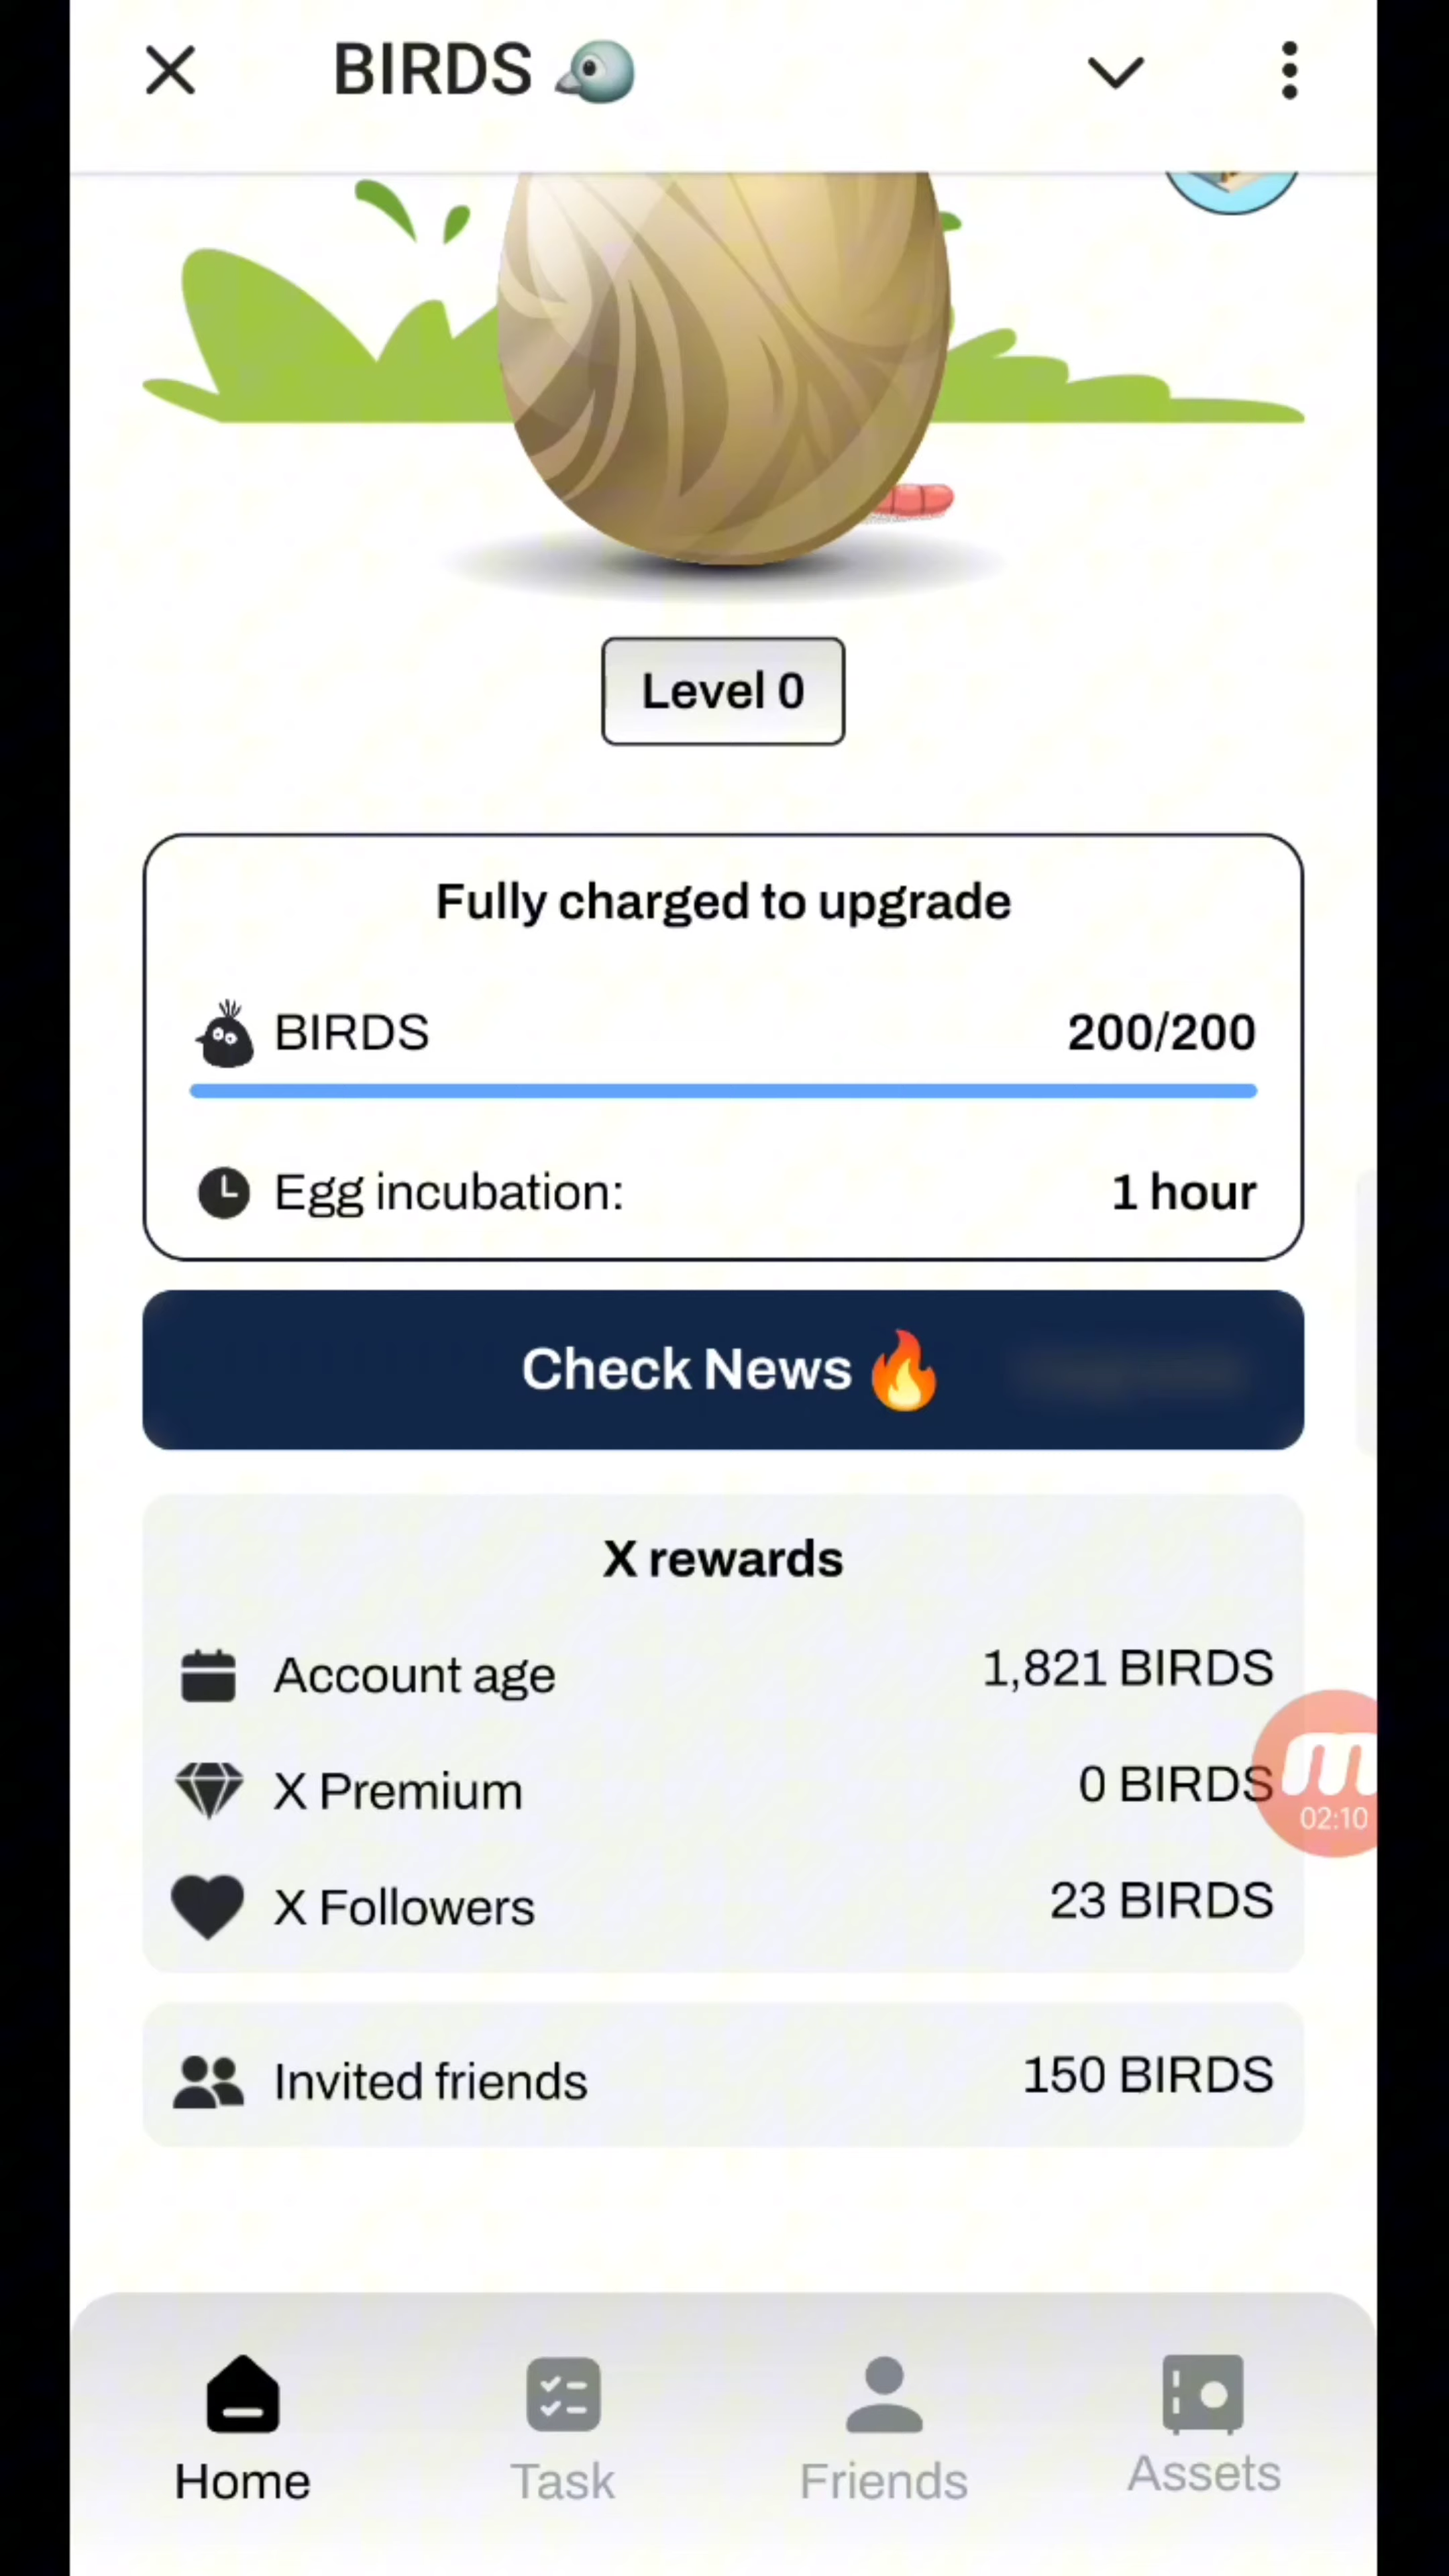 BIRDS
Level 0
Fully charged to upgrade
BIRDS 200/200
Egg incubation: 1 hour
Check News 🔥
X rewards
Account age 1,821 BIRDS
X Premium 0 BIRDS
02:10
X Followers 23 BIRDS
Invited friends 150 BIRDS
Home Task Friends Assets